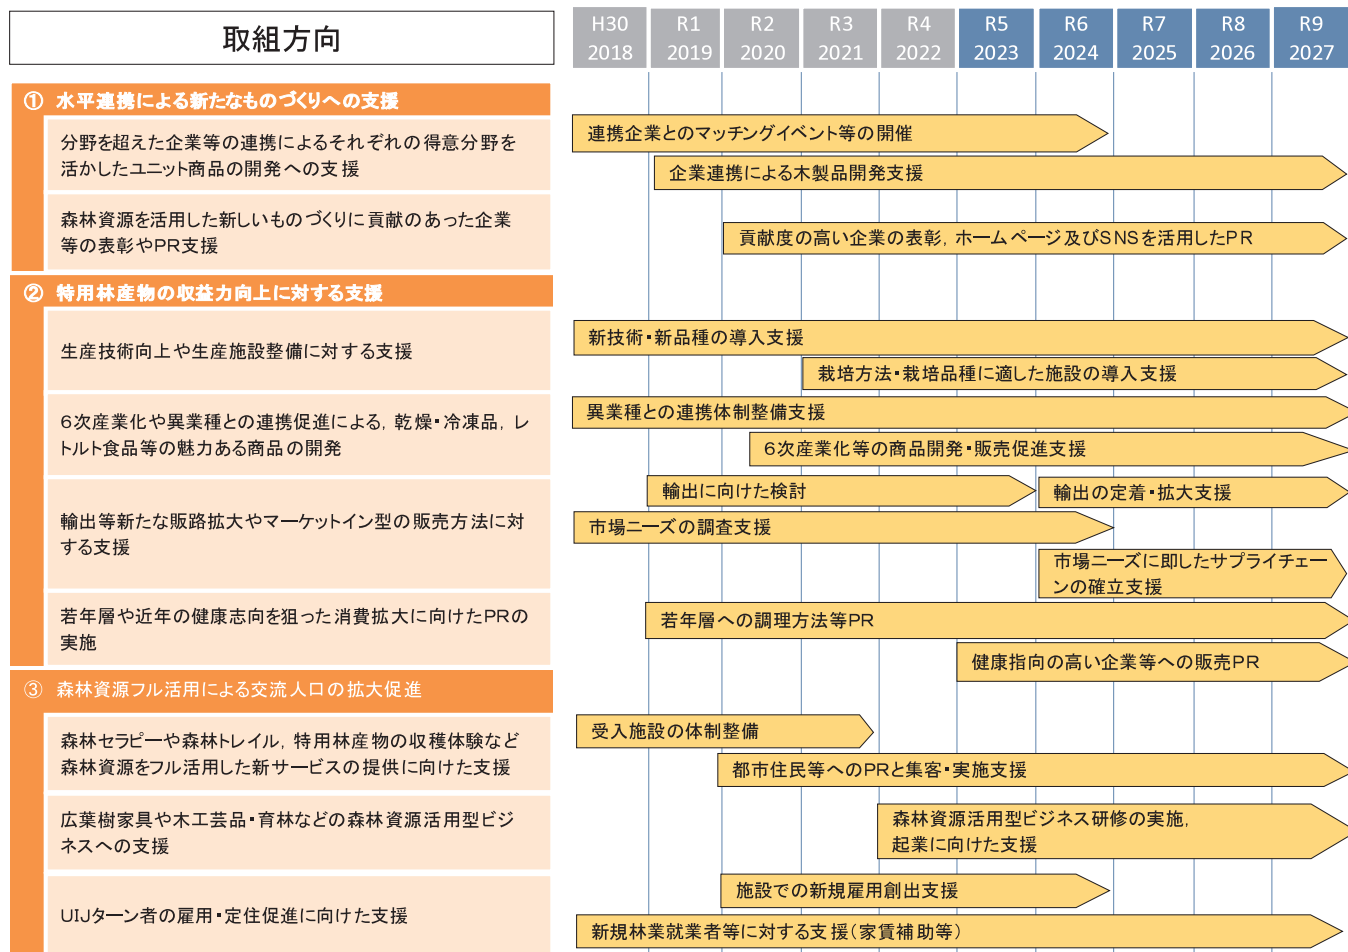 取組方向
H30 R1 R2 R3 R4 R5 R6 R7 R8 R9
2018 2019 2020 2021 2022 2023 2024 2025 2026 2027
① 水平連携による新たなものづくりへの支援
分野を超えた企業等の連携によるそれぞれの得意分野を
活かしたユニット商品の開発への支援
連携企業とのマッチングイベント等の開催
企業連携による木製品開発支援
森林資源を活用した新しいものづくりに貢献のあった企業
等の表彰やPR支援
貢献度の高い企業の表彰，ホームページ及びSNSを活用したPR
② 特用林産物の収益力向上に対する支援
生産技術向上や生産施設整備に対する支援
新技術・新品種の導入支援
栽培方法・栽培品種に適した施設の導入支援
6次産業化や異業種との連携促進による，乾燥・冷凍品，レ
トルト食品等の魅力ある商品の開発
異業種との連携体制整備支援
6次産業化等の商品開発・販売促進支援
輸出等新たな販路拡大やマーケットイン型の販売方法に対
する支援
輸出に向けた検討
輸出の定着・拡大支援
市場ニーズの調査支援
市場ニーズに即したサプライチェー
ンの確立支援
若年層や近年の健康志向を狙った消費拡大に向けたPRの
実施
若年層への調理方法等PR
健康指向の高い企業等への販売PR
③ 森林資源フル活用による交流人口の拡大促進
森林セラピーや森林トレイル，特用林産物の収穫体験など
森林資源をフル活用した新サービスの提供に向けた支援
受入施設の体制整備
都市住民等へのPRと集客・実施支援
広葉樹家具や木工芸品・育林などの森林資源活用型ビジ
ネスへの支援
森林資源活用型ビジネス研修の実施，
起業に向けた支援
UIJターン者の雇用・定住促進に向けた支援
施設での新規雇用創出支援
新規林業就業者等に対する支援（家賃補助等）